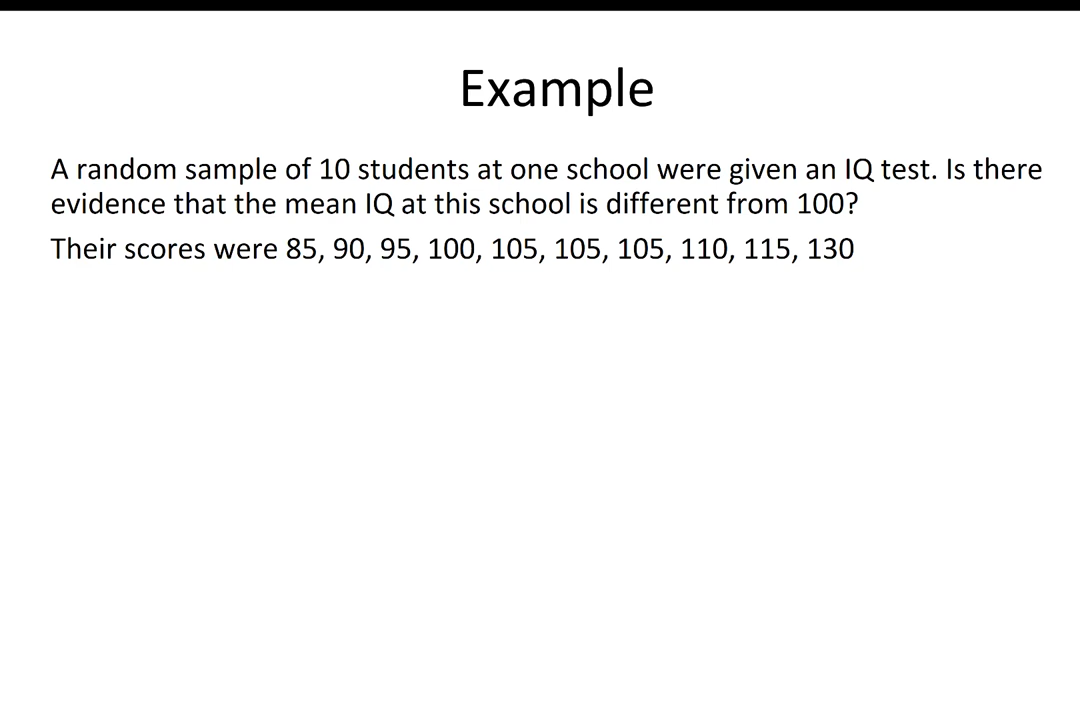 Example
A random sample of 10 students at one school were given an IQ test. Is there
evidence that the mean IQ at this school is different from 100?
Their scores were 85, 90, 95, 100, 105, 105, 105, 110, 115, 130